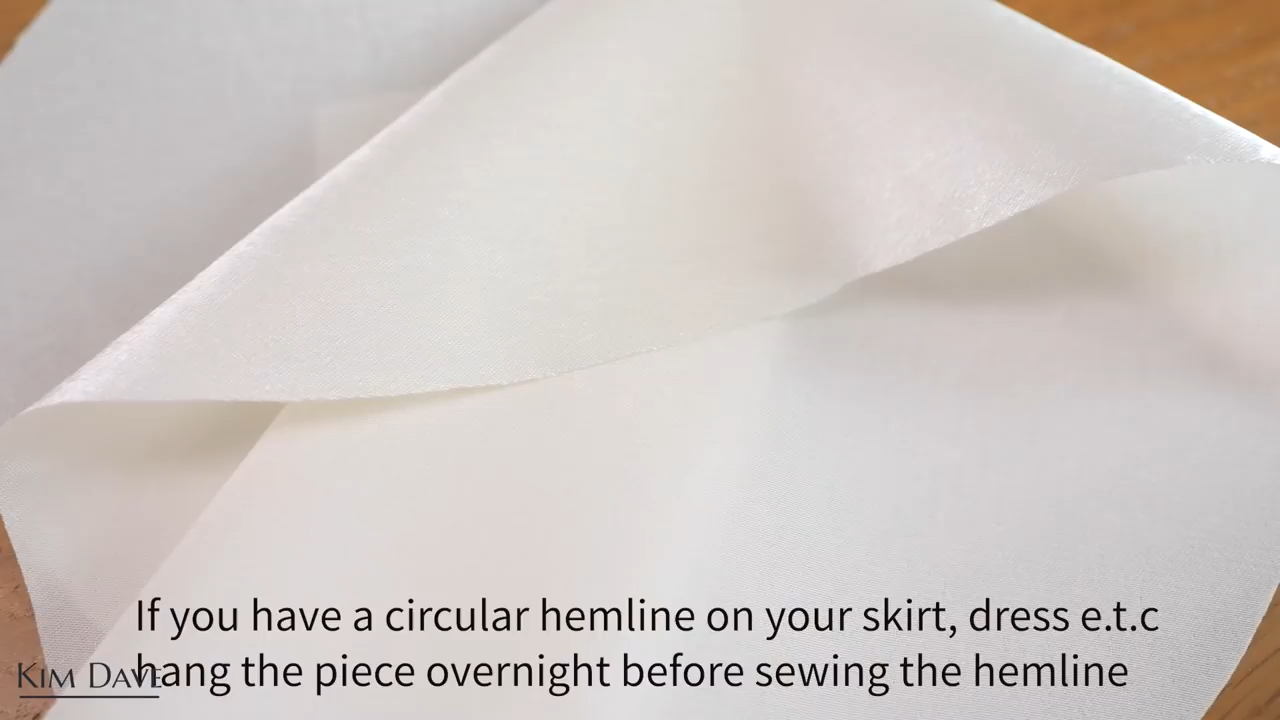 If you have a circular hemline on your skirt, dress e.t.c
hang the piece overnight before sewing the hemline
KIM DAVE